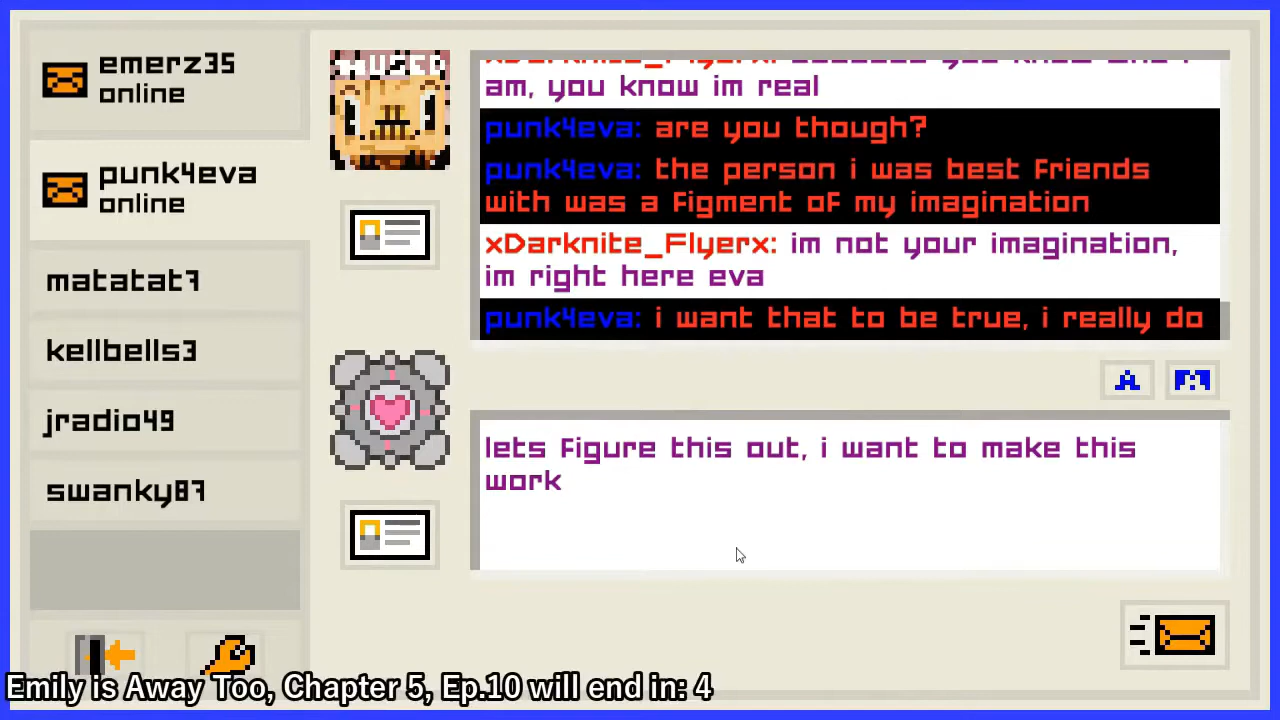 emerz35
online
punk4eva
online
matatat7
kellbells3
jradio49
swanky87
am, you know im real
punk4eva: are you though?
punk4eva: the person i was best friends
with was a figment of my imagination
xDarknite_Flyerx: im not your imagination,
im right here eva
punk4eva: i want that to be true, i really do
A
lets figure this out, i want to make this
work
Emily is Away Too, Chapter 5, Ep.10 will end in: 4